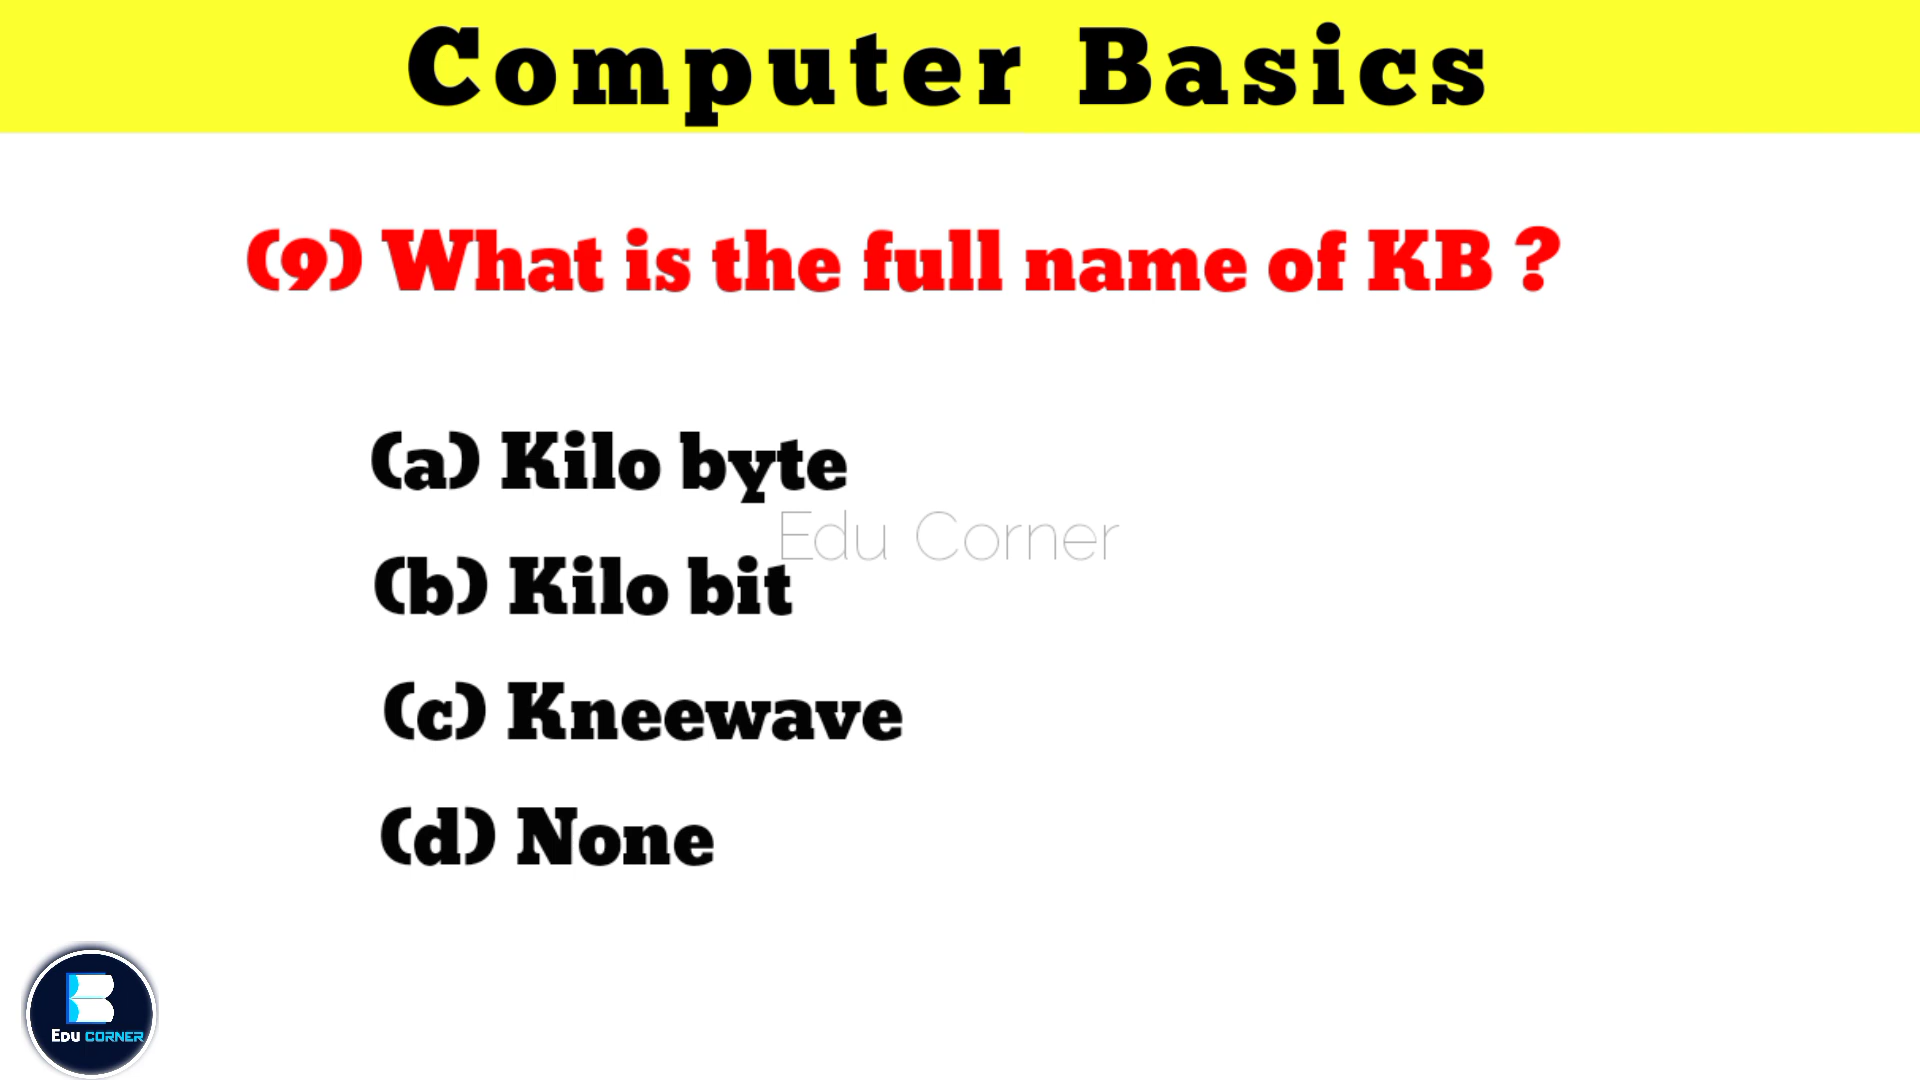 Computer Basics
(9) What is the full name of KB ?
(a) Kilo byte
Edu Corner
(b) Kilo bit
(c) Kneewave
(d) None
EDU CORNER